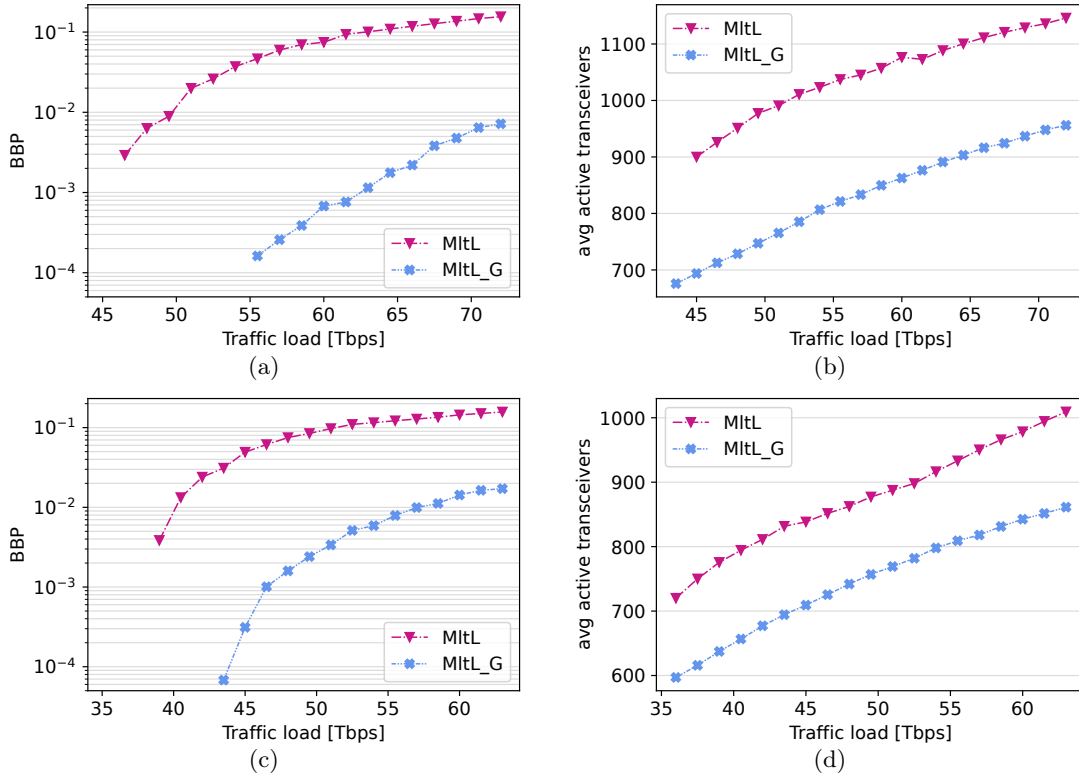 10⁻¹
10⁻²
10⁻³
10⁻⁴
BBP
MltL
MltL_G
45 50 55 60 65 70
Traffic load [Tbps]
(a)
1100
1000
900
800
700
avg active transceivers
MltL
MltL_G
45 50 55 60 65 70
Traffic load [Tbps]
(b)
10⁻¹
10⁻²
10⁻³
10⁻⁴
BBP
MltL
MltL_G
35 40 45 50 55 60
Traffic load [Tbps]
(c)
1000
900
800
700
600
avg active transceivers
MltL
MltL_G
35 40 45 50 55 60
Traffic load [Tbps]
(d)